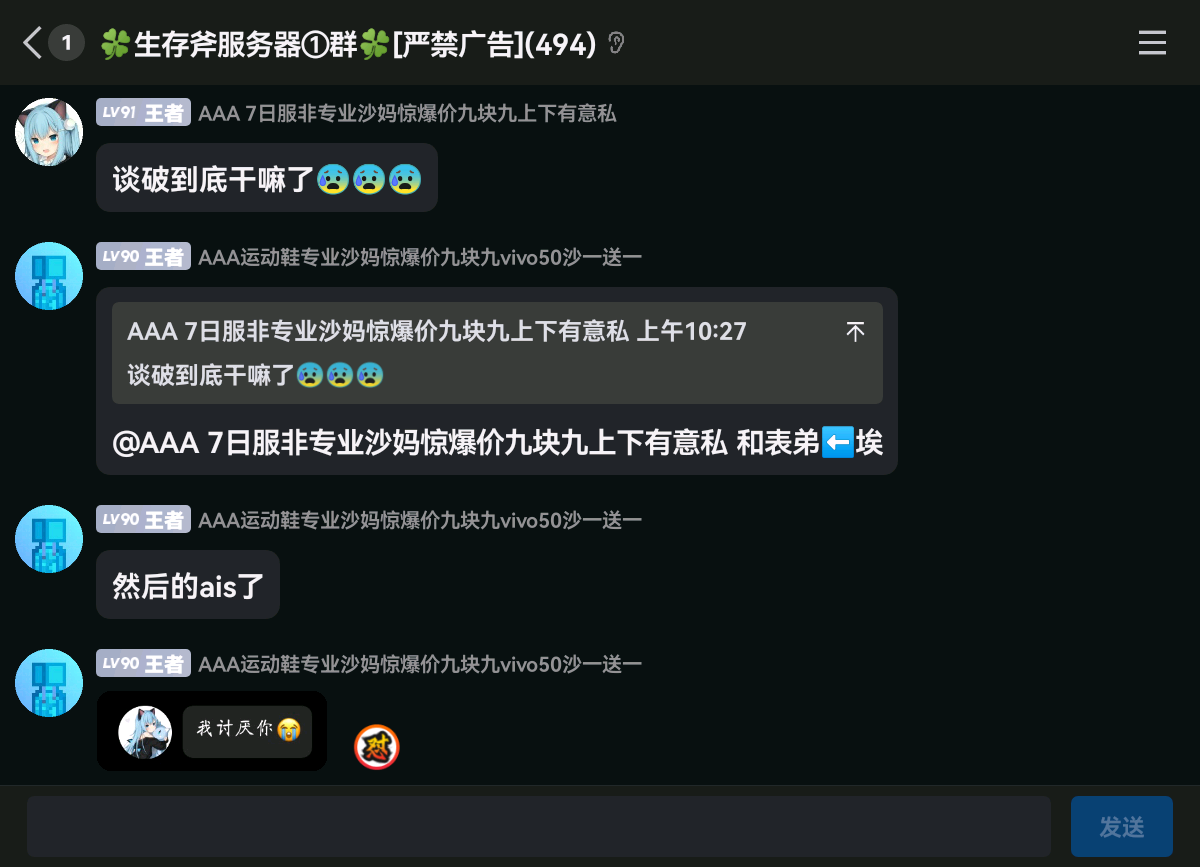 1 🍀生存斧服务器①群🍀[严禁广告](494)
LV91 王者 AAA 7日服非专业沙妈惊爆价九块九上下有意私
谈破到底干嘛了😰😰😰
LV90 王者 AAA运动鞋专业沙妈惊爆价九块九vivo50沙一送一
AAA 7日服非专业沙妈惊爆价九块九上下有意私 上午10:27
谈破到底干嘛了😰😰😰
@AAA 7日服非专业沙妈惊爆价九块九上下有意私 和表弟⬅️埃
LV90 王者 AAA运动鞋专业沙妈惊爆价九块九vivo50沙一送一
然后的ais了
LV90 王者 AAA运动鞋专业沙妈惊爆价九块九vivo50沙一送一
我讨厌你😭
怼
发送